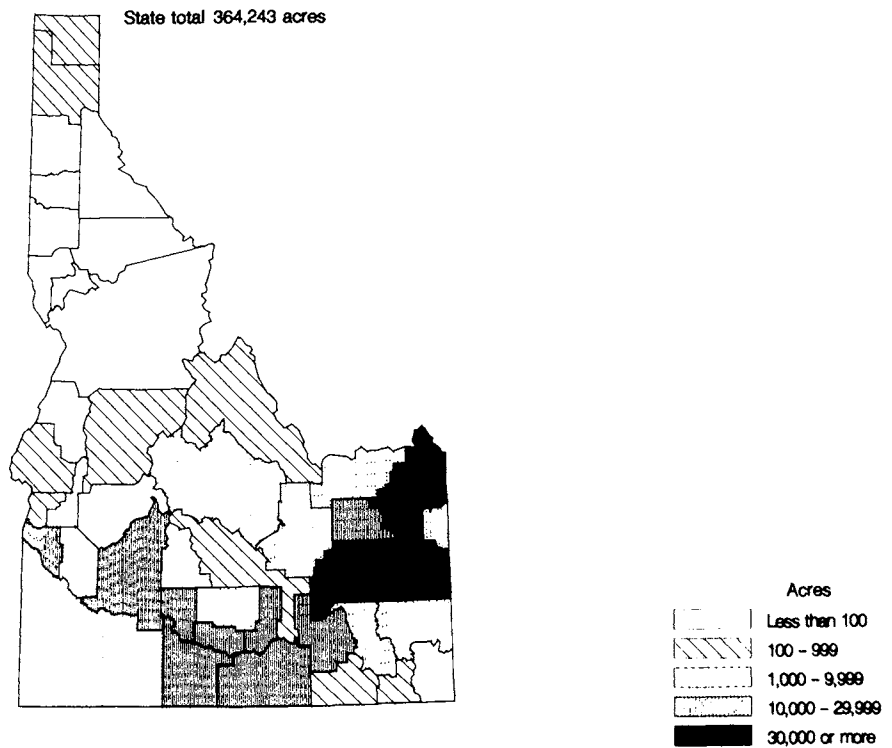 State total 364,243 acres
Acres
Less than 100
100 - 999
1,000 - 9,999
10,000 - 29,999
30,000 or more